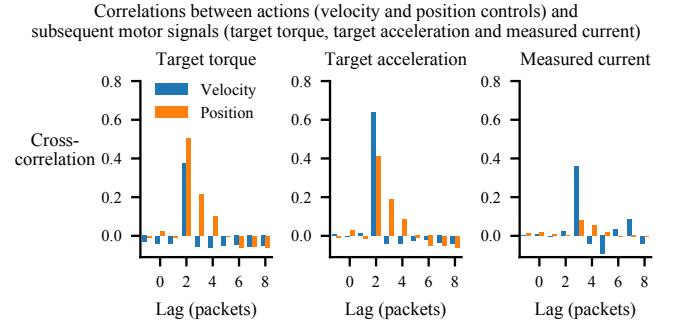 Correlations between actions (velocity and position controls) and
subsequent motor signals (target torque, target acceleration and measured current)
Target torque
Target acceleration
Measured current
Cross-
correlation
0.8
0.6
0.4
0.2
0.0
Velocity
Position
0 2 4 6 8
Lag (packets)
0.8
0.6
0.4
0.2
0.0
0 2 4 6 8
Lag (packets)
0.8
0.6
0.4
0.2
0.0
0 2 4 6 8
Lag (packets)